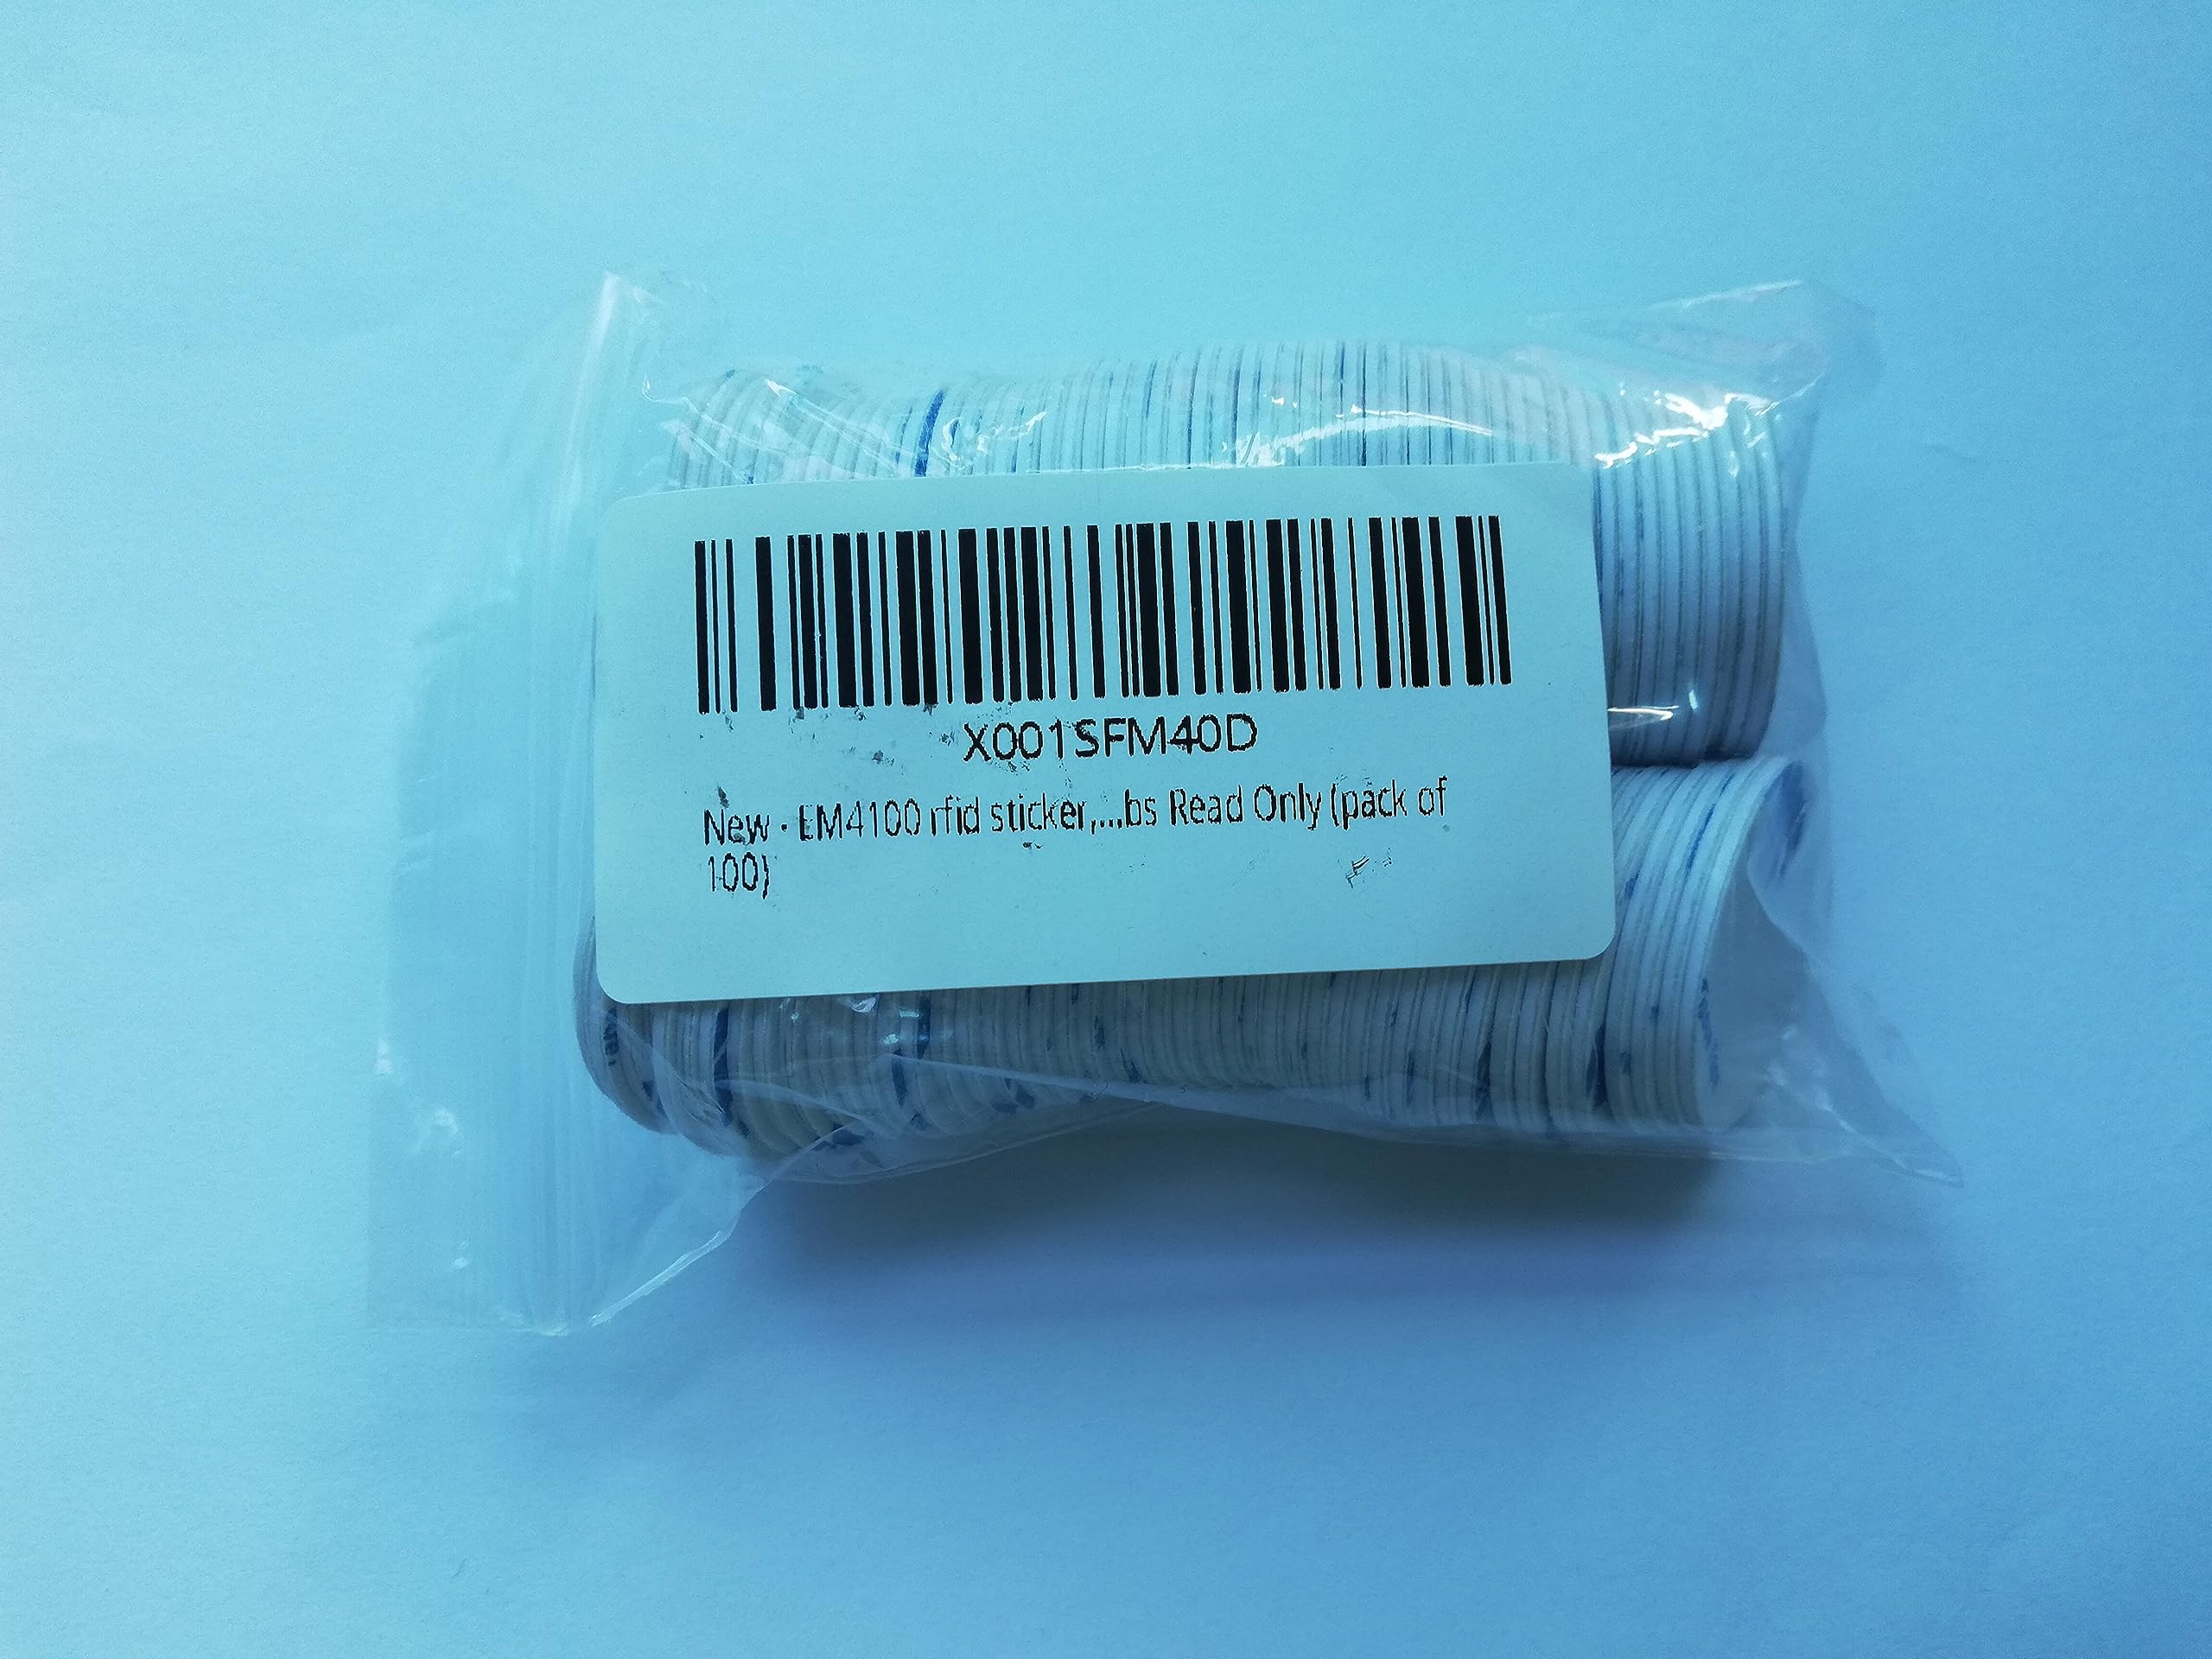 X001SFM40D
New · EM4100 rfid sticker,...bs Read Only (pack of
100)